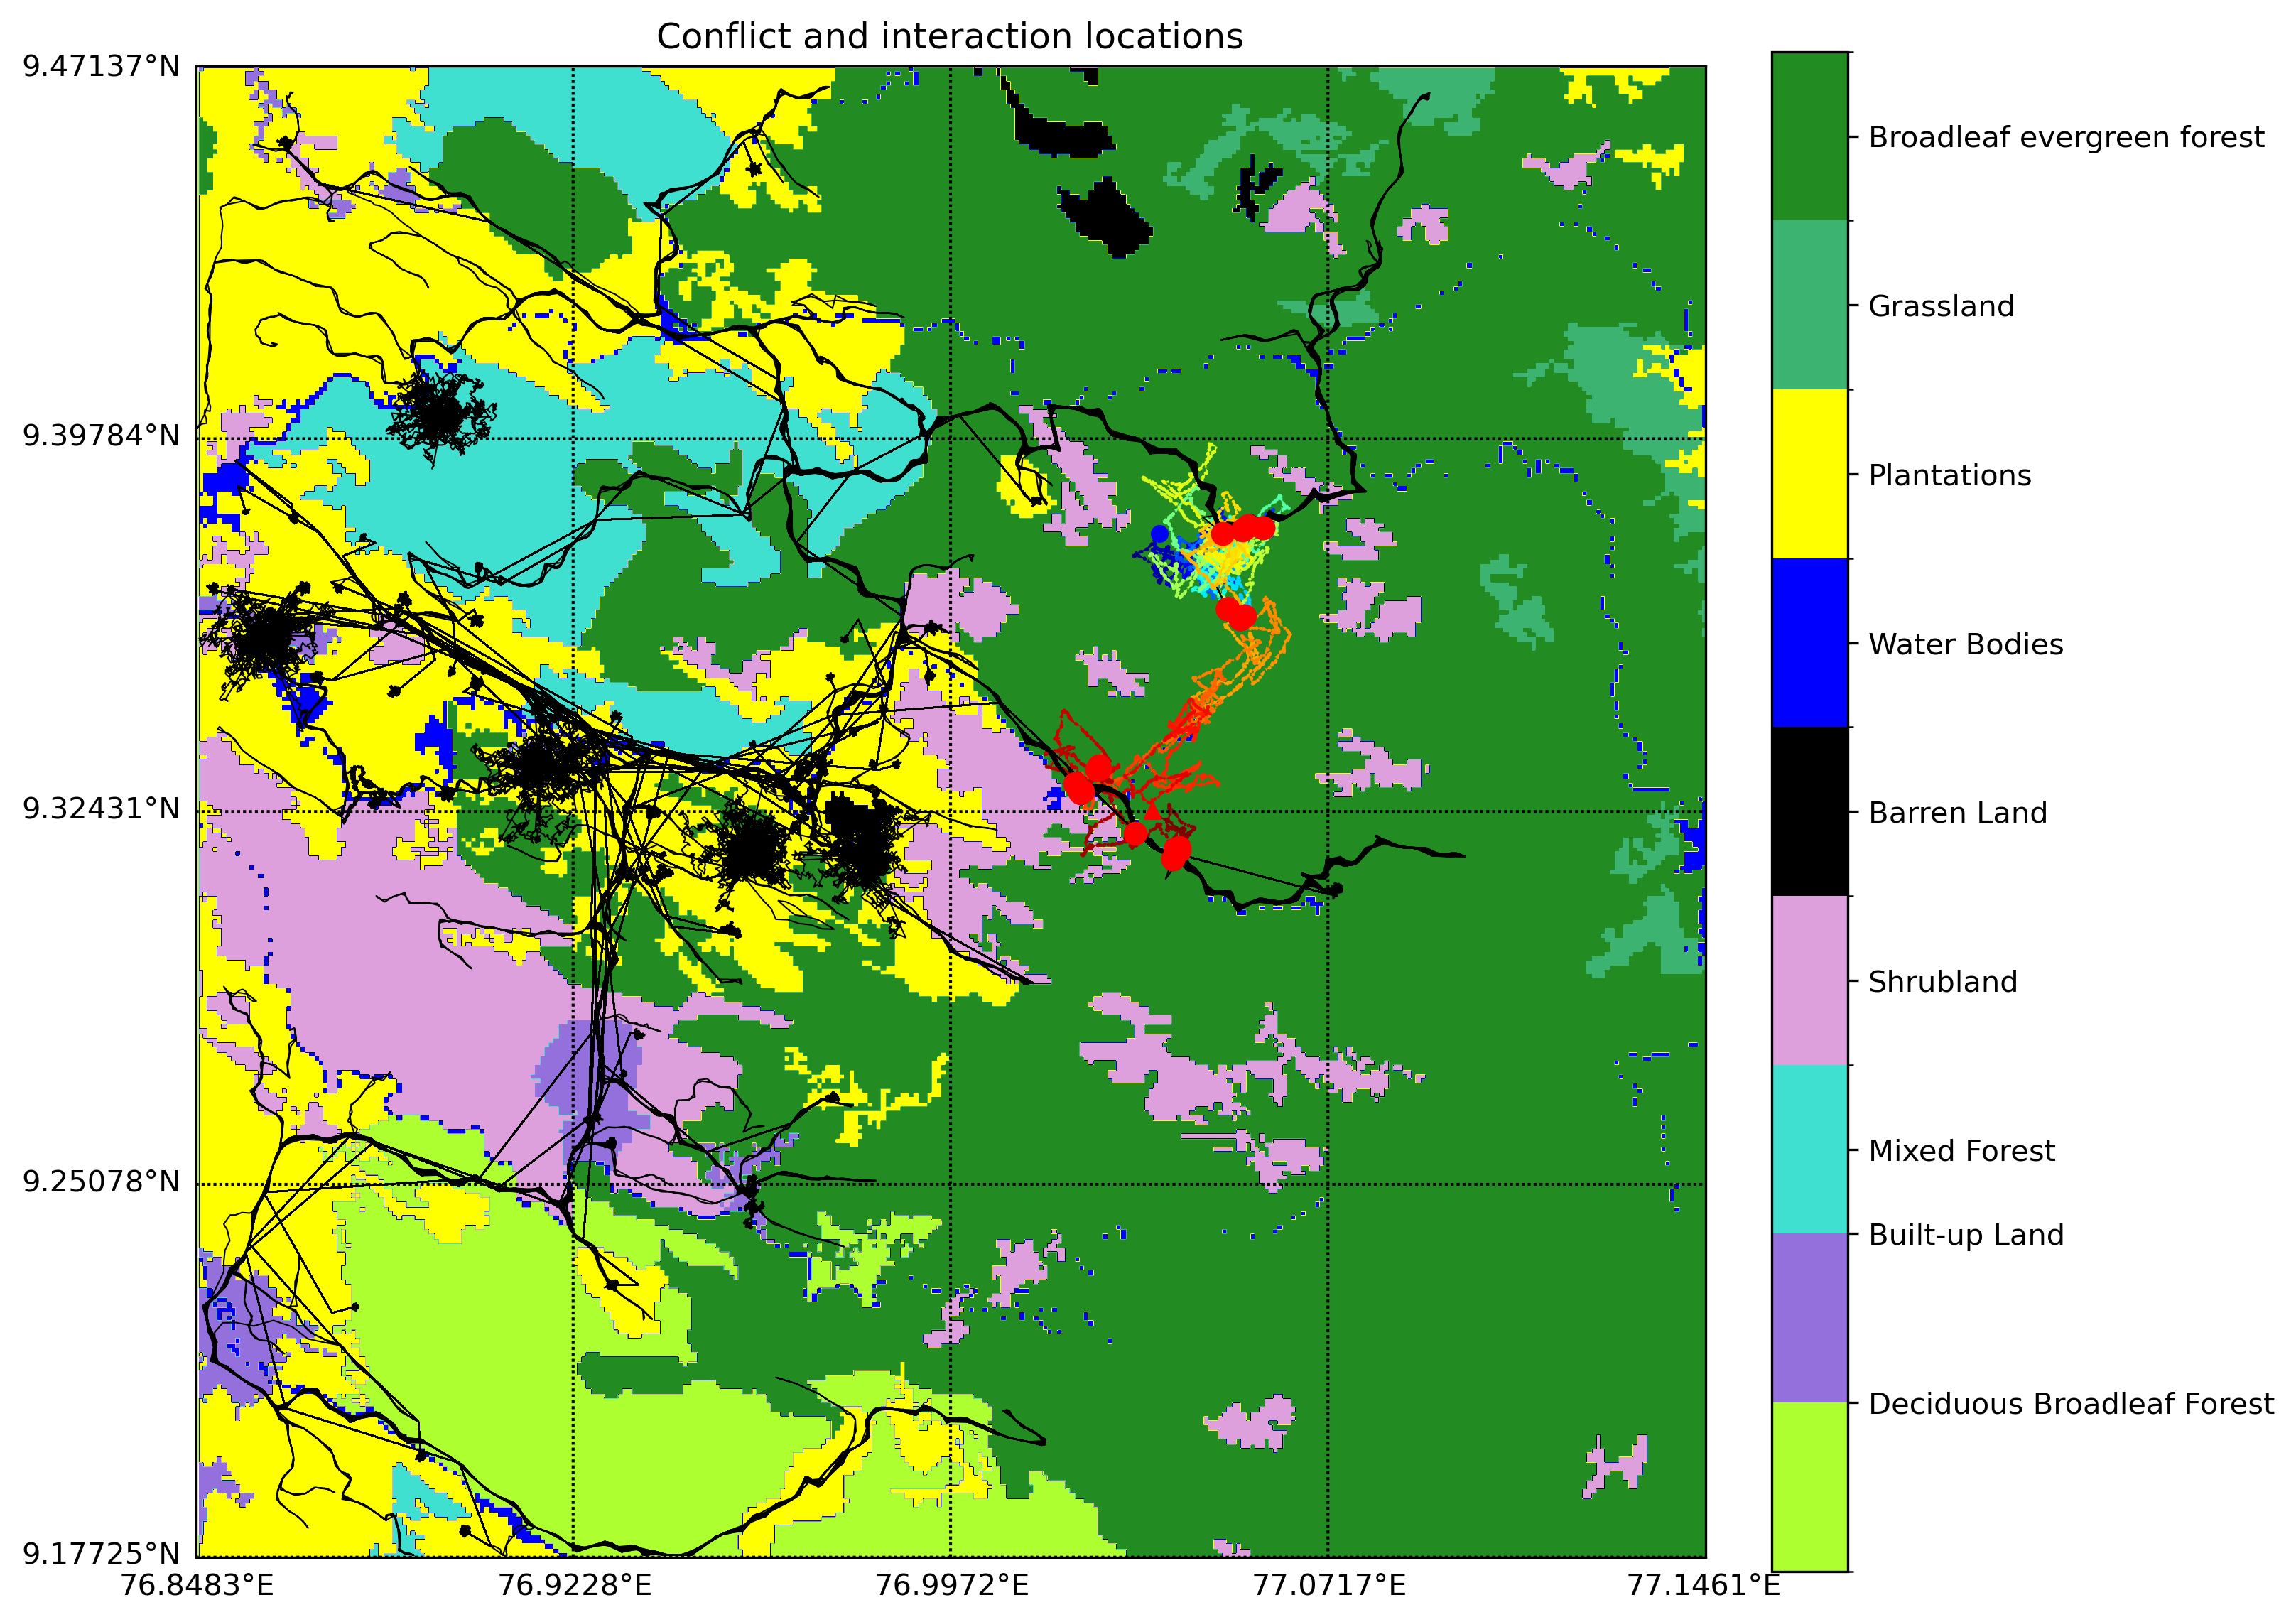 Conflict and interaction locations
9.47137°N
9.39784°N
9.32431°N
9.25078°N
9.17725°N
76.8483°E
76.9228°E
76.9972°E
77.0717°E
77.1461°E
Broadleaf evergreen forest
Grassland
Plantations
Water Bodies
Barren Land
Shrubland
Mixed Forest
Built-up Land
Deciduous Broadleaf Forest